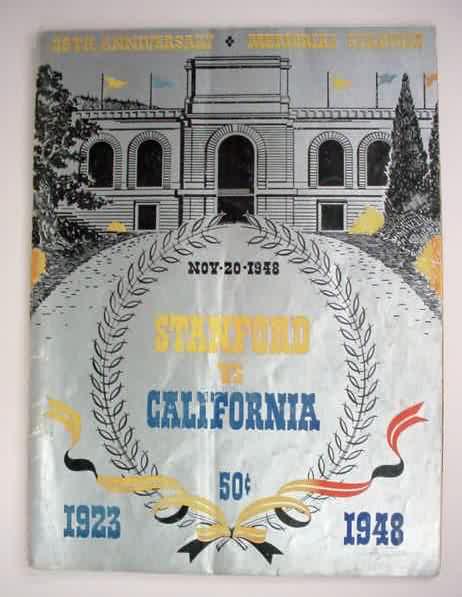 25TH ANNIVERSARY ✤ MEMORIAL STADIUM
NOV·20·1948
STANFORD
VS
CALIFORNIA
50¢
1923 1948